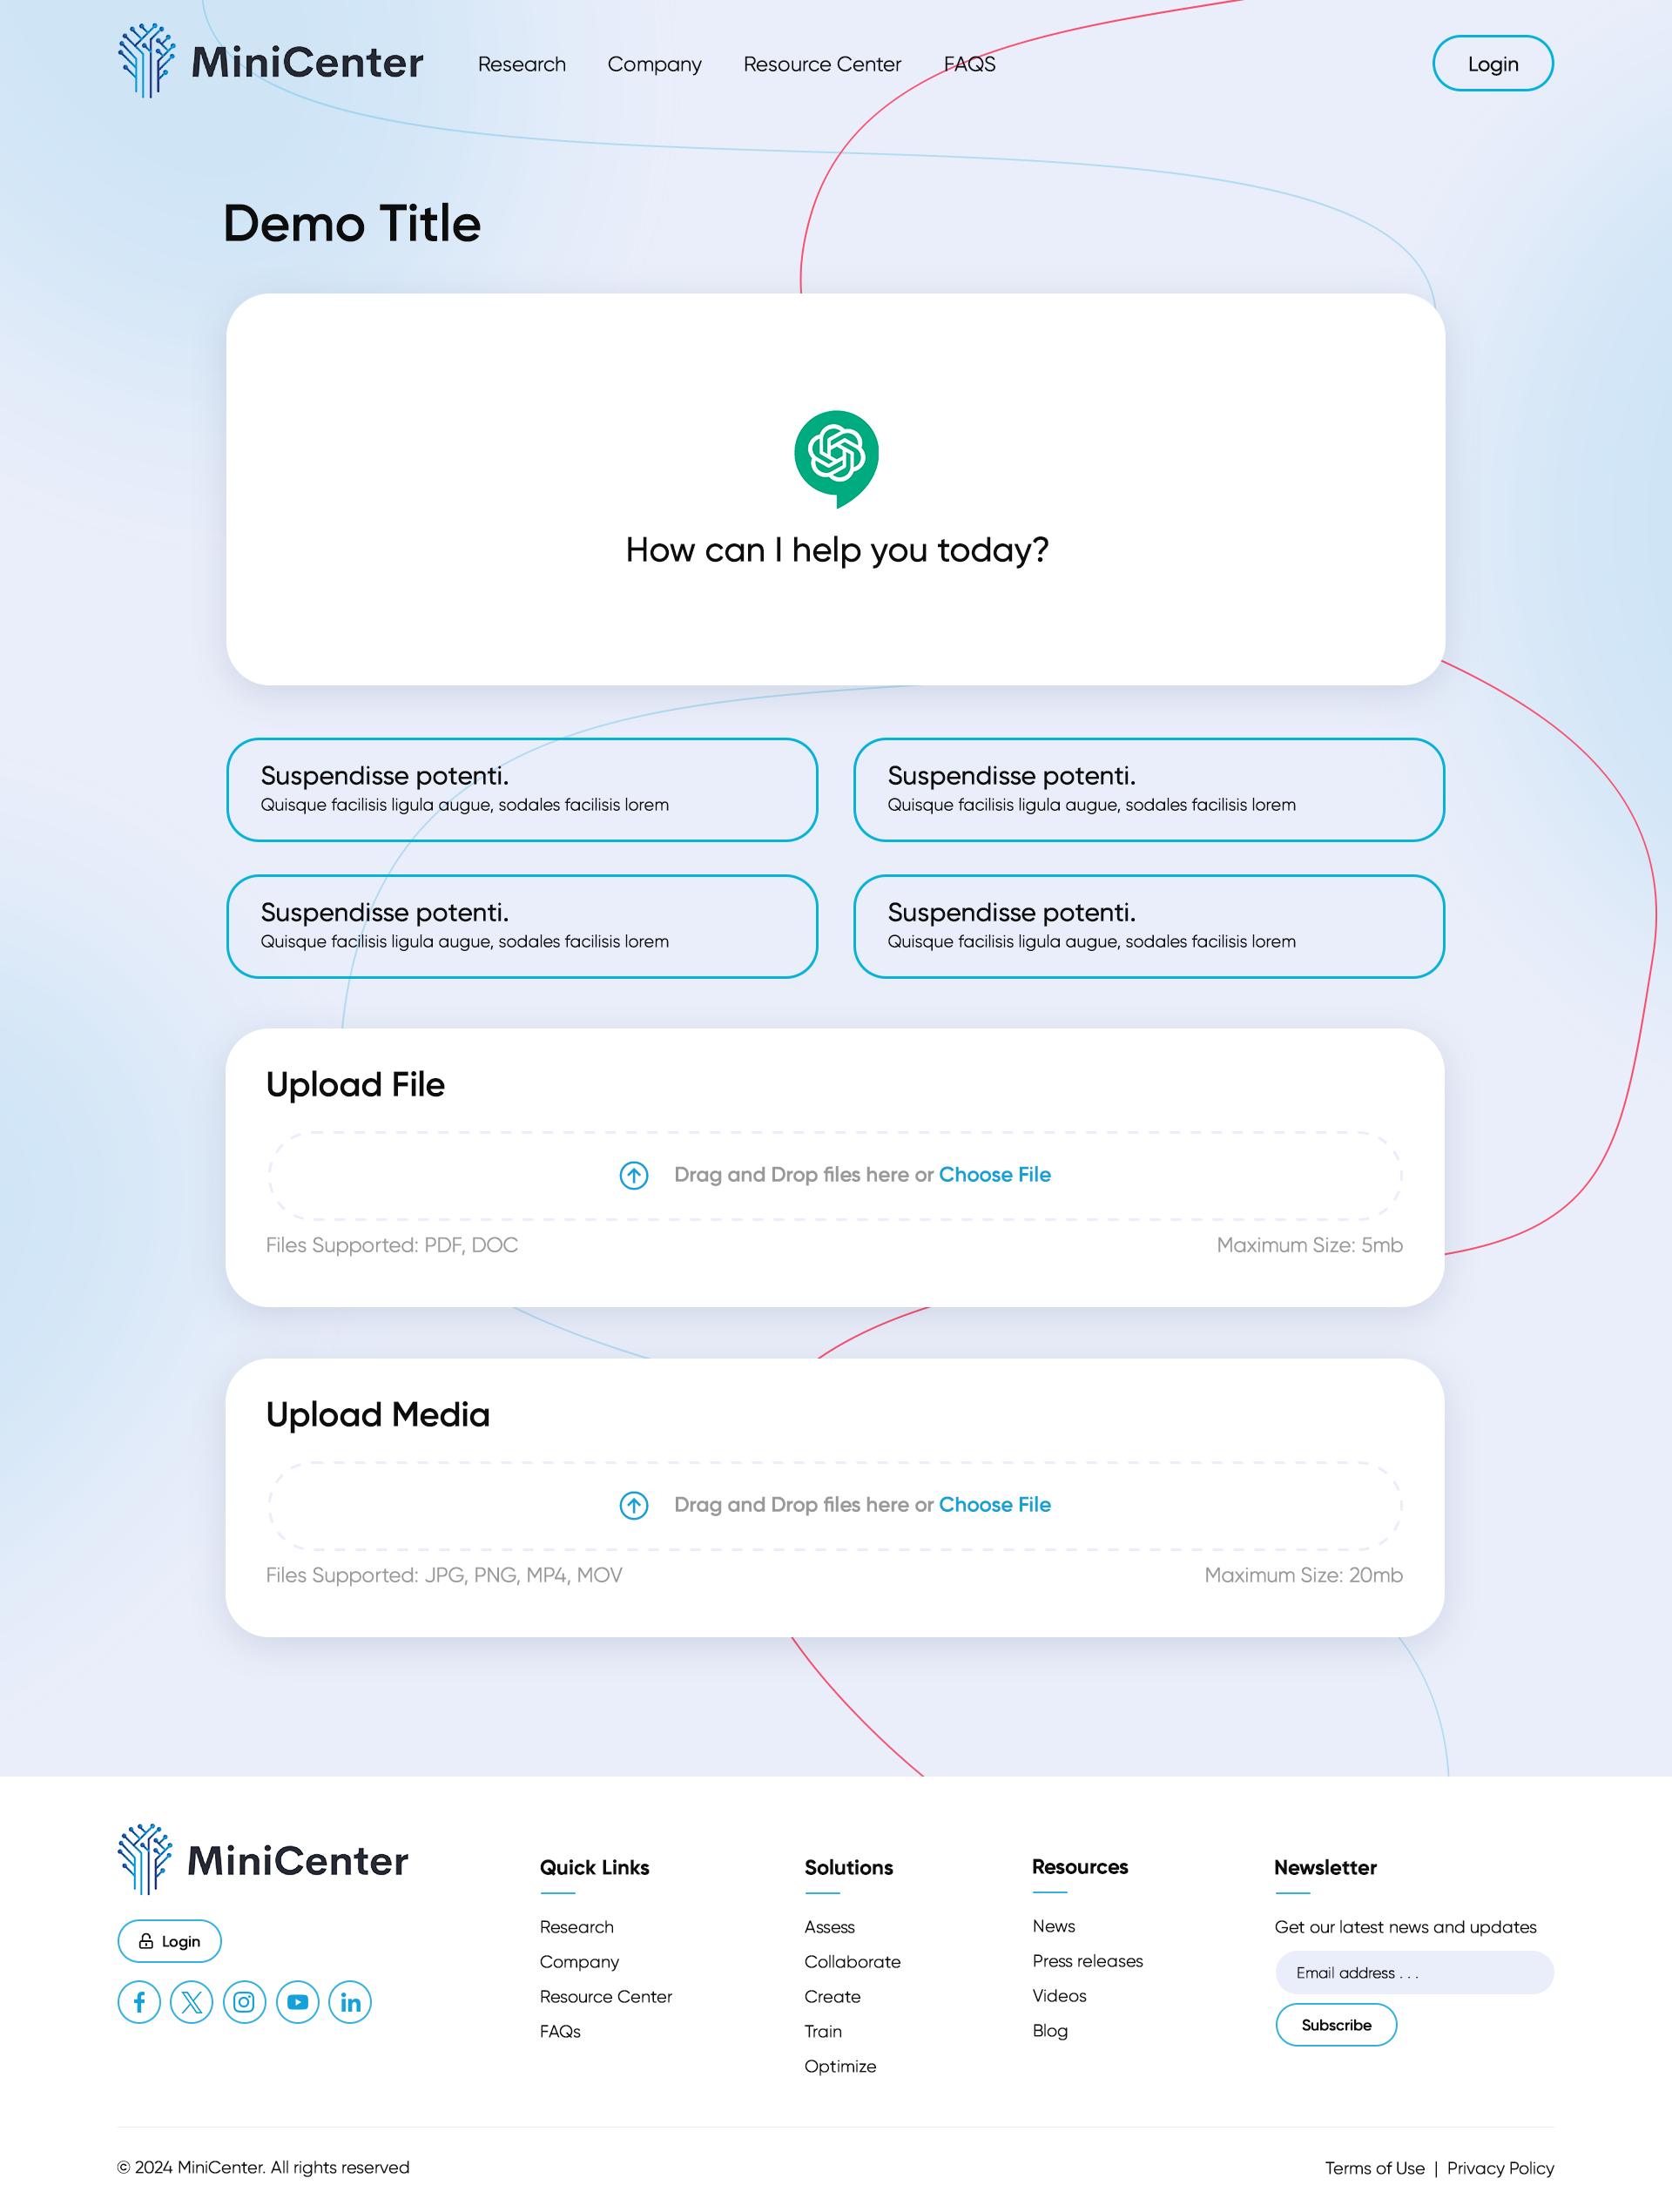 MiniCenter
Research Company Resource Center FAQS
Login
Demo Title
How can I help you today?
Suspendisse potenti.
Quisque facilisis ligula augue, sodales facilisis lorem
Suspendisse potenti.
Quisque facilisis ligula augue, sodales facilisis lorem
Suspendisse potenti.
Quisque facilisis ligula augue, sodales facilisis lorem
Suspendisse potenti.
Quisque facilisis ligula augue, sodales facilisis lorem
Upload File
Drag and Drop files here or Choose File
Files Supported: PDF, DOC
Maximum Size: 5mb
Upload Media
Drag and Drop files here or Choose File
Files Supported: JPG, PNG, MP4, MOV
Maximum Size: 20mb
MiniCenter
Login
Quick Links
Research
Company
Resource Center
FAQs
Solutions
Assess
Collaborate
Create
Train
Optimize
Resources
News
Press releases
Videos
Blog
Newsletter
Get our latest news and updates
Email address . . .
Subscribe
© 2024 MiniCenter. All rights reserved
Terms of Use | Privacy Policy